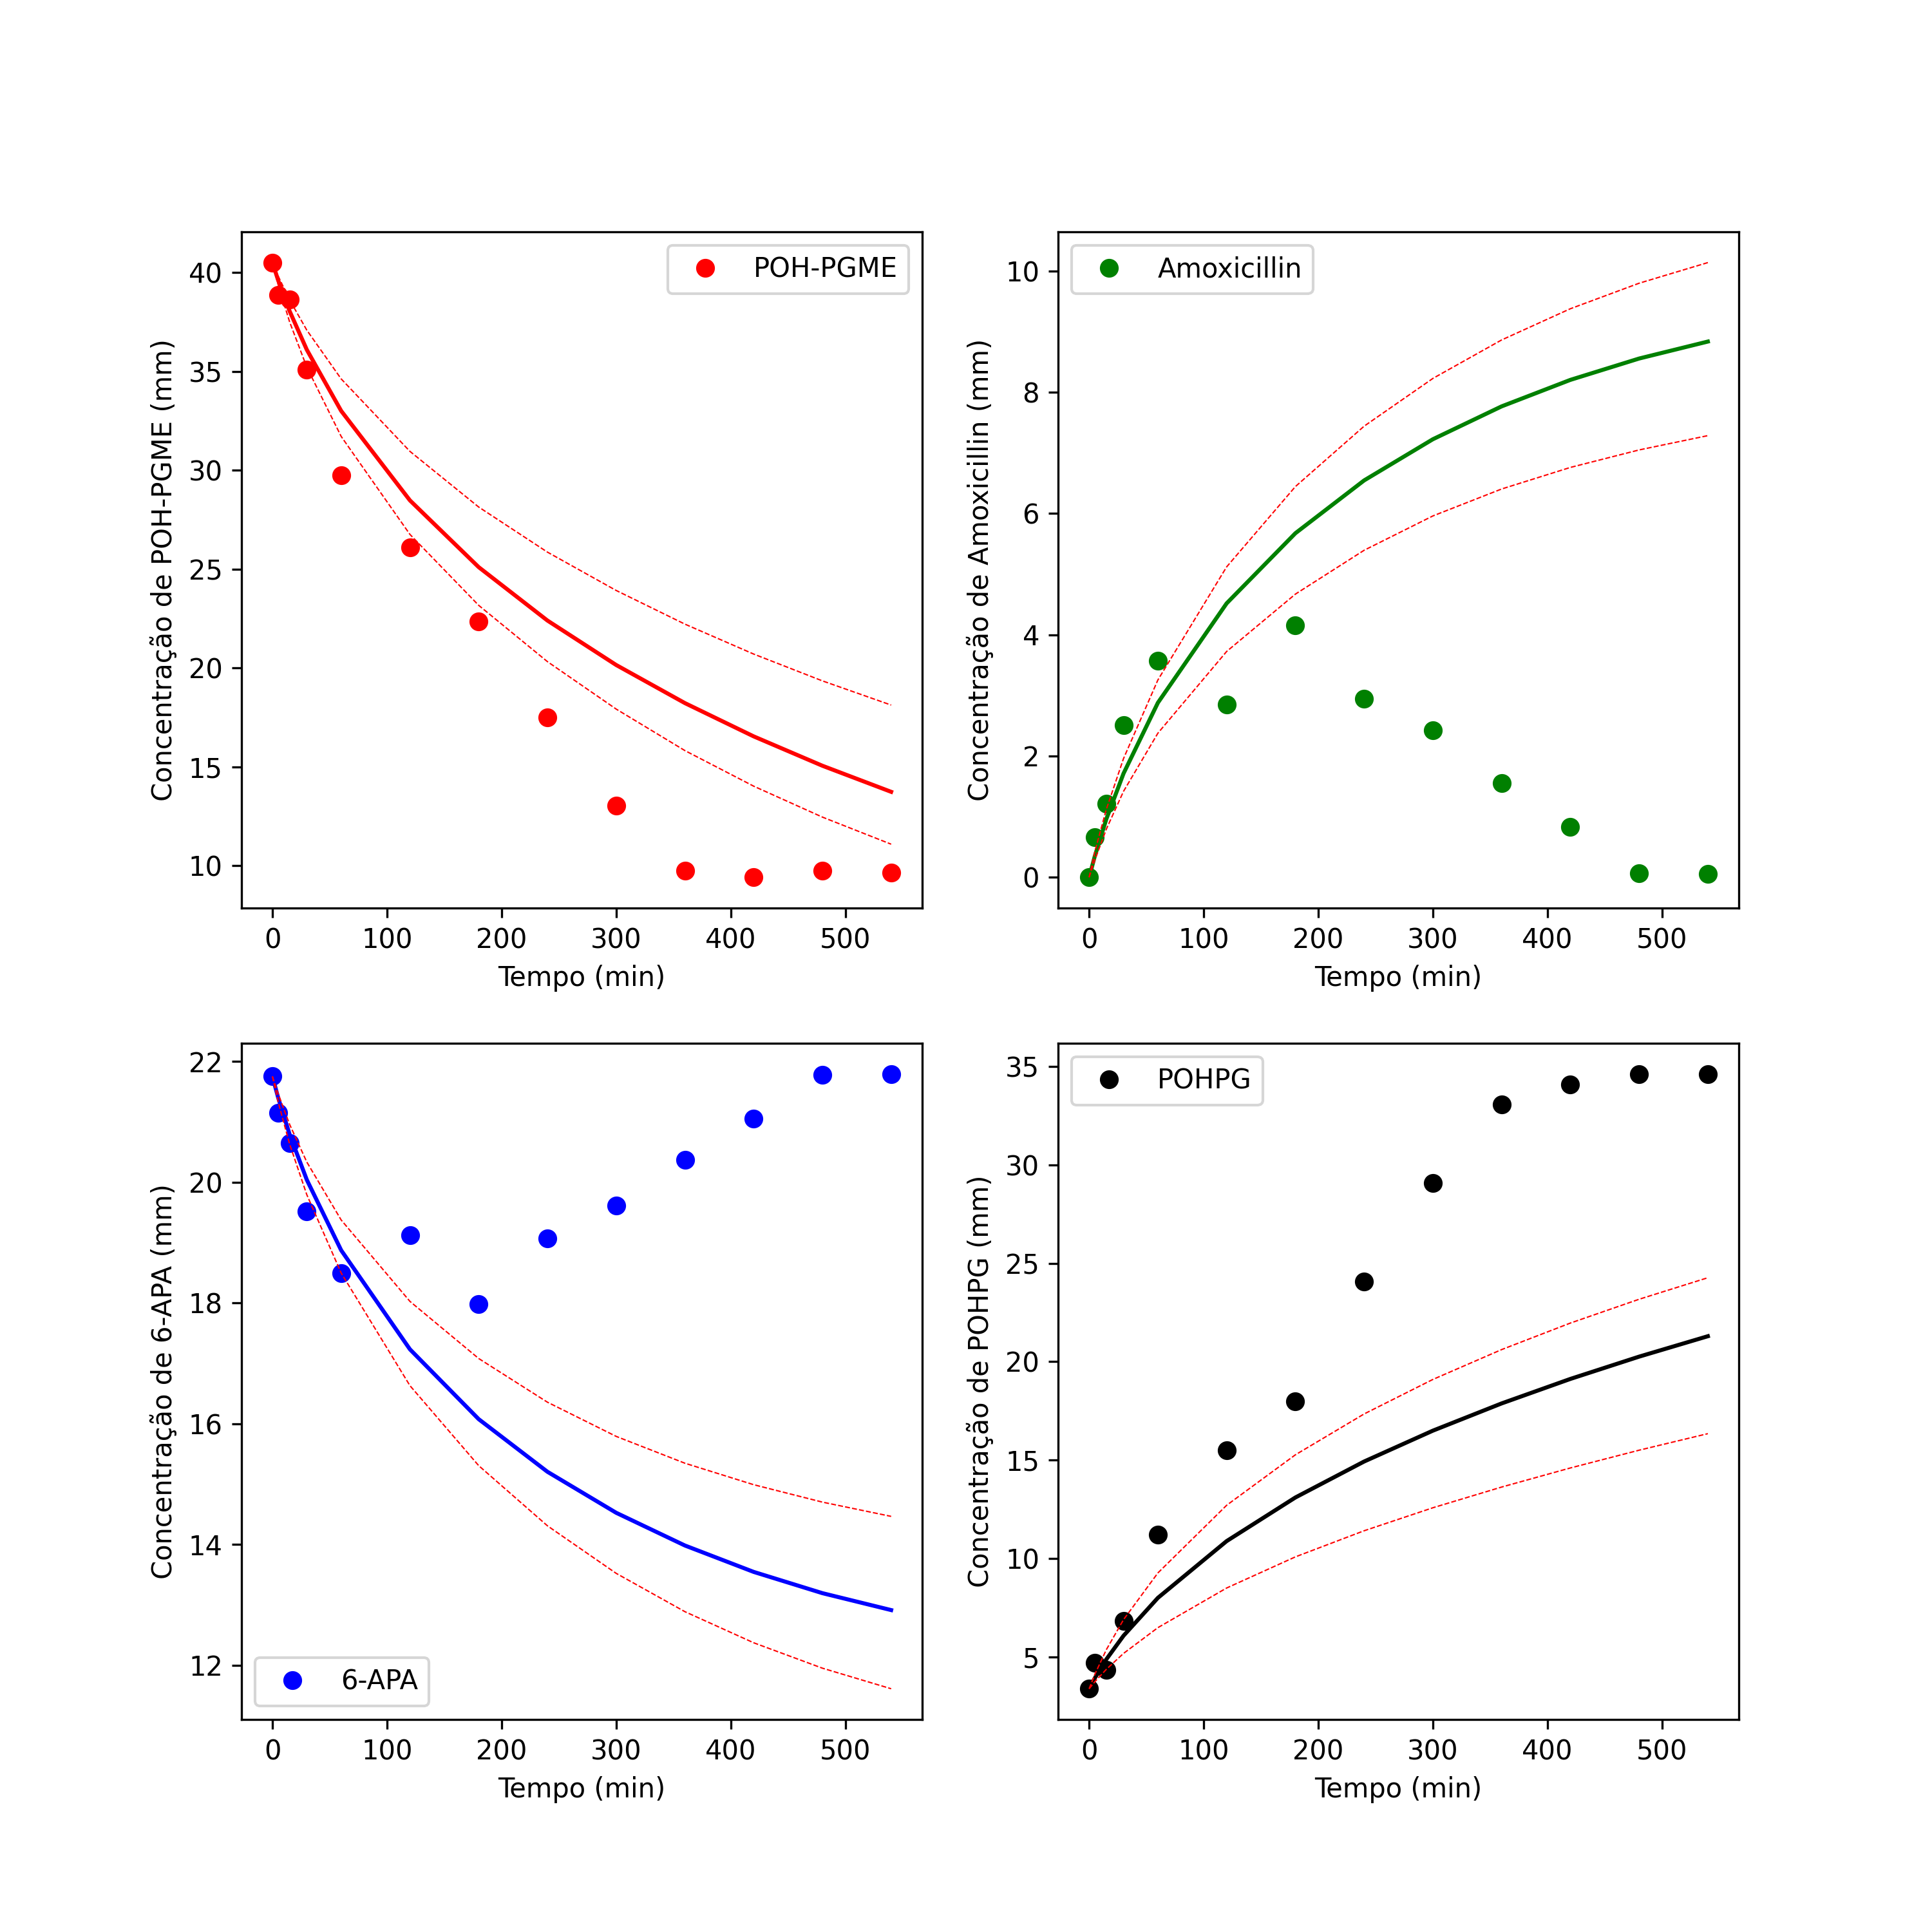 POH-PGME
Concentração de POH-PGME (mm)
40
35
30
25
20
15
10
0 100 200 300 400 500
Tempo (min)
Amoxicillin
Concentração de Amoxicillin (mm)
10
8
6
4
2
0
0 100 200 300 400 500
Tempo (min)
Concentração de 6-APA (mm)
22
20
18
16
14
12
6-APA
0 100 200 300 400 500
Tempo (min)
POHPG
Concentração de POHPG (mm)
35
30
25
20
15
10
5
0 100 200 300 400 500
Tempo (min)